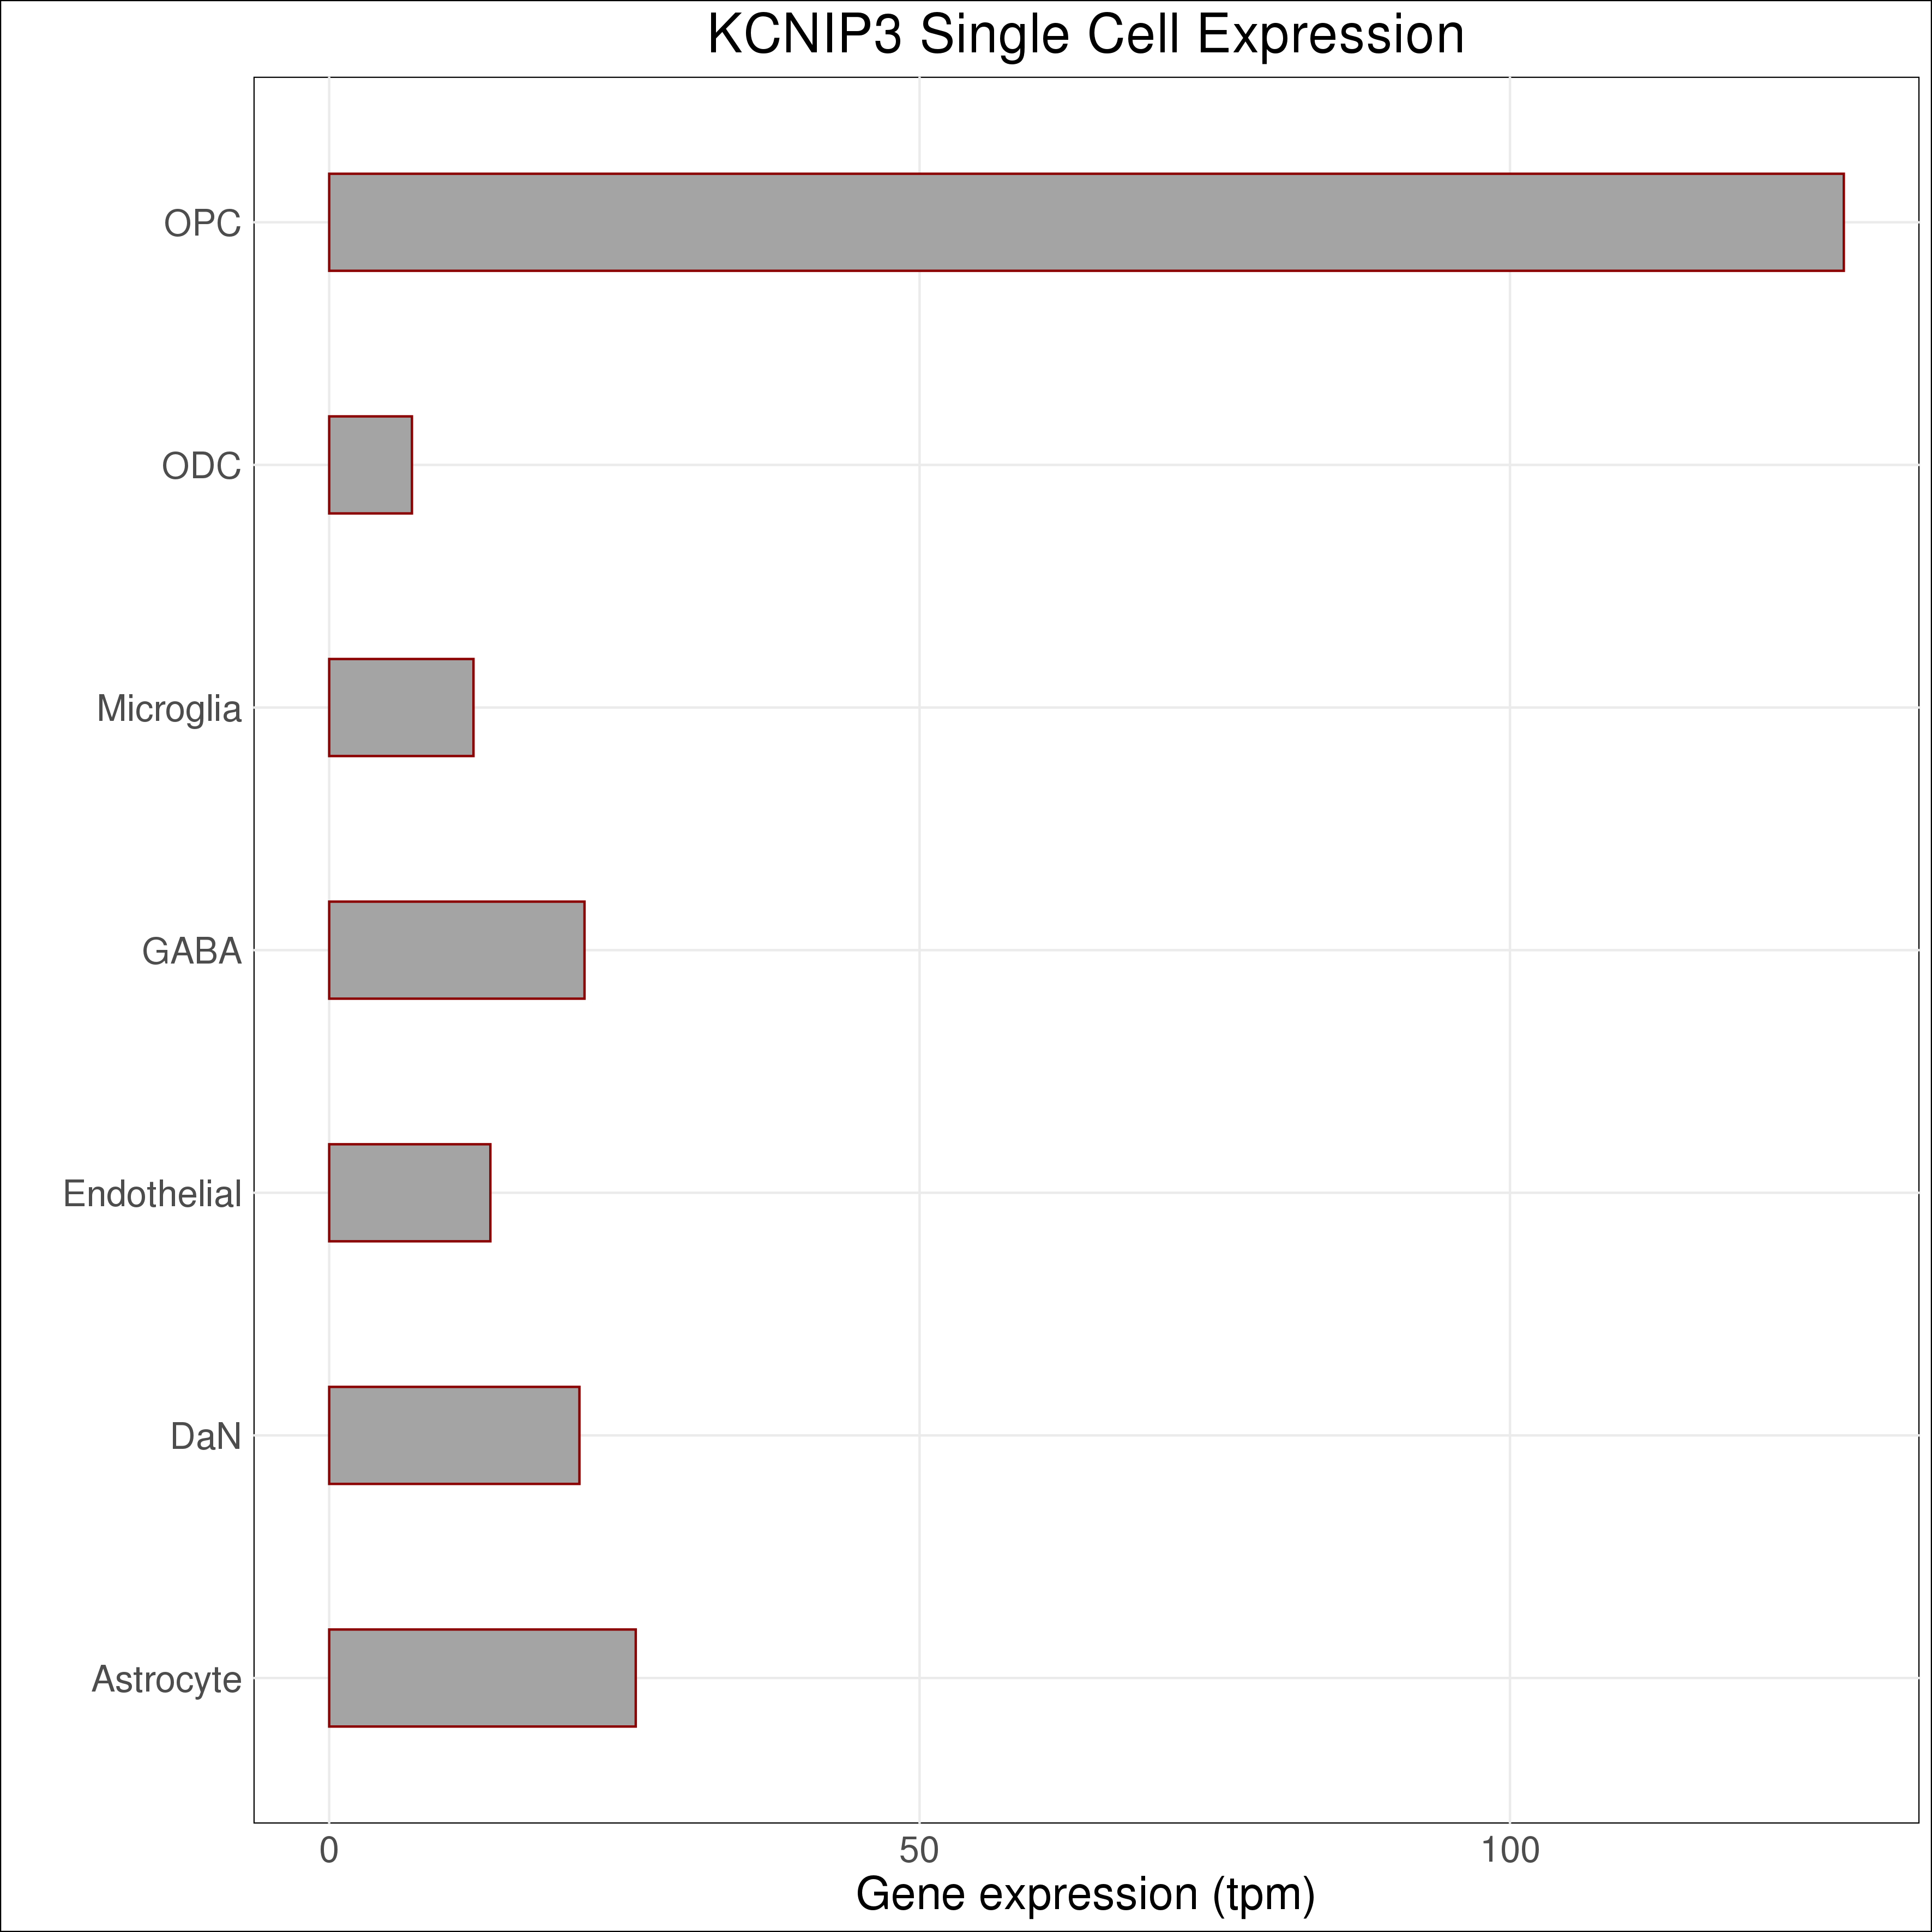 KCNIP3 Single Cell Expression
OPC
ODC
Microglia
GABA
Endothelial
DaN
Astrocyte
0 50 100
Gene expression (tpm)